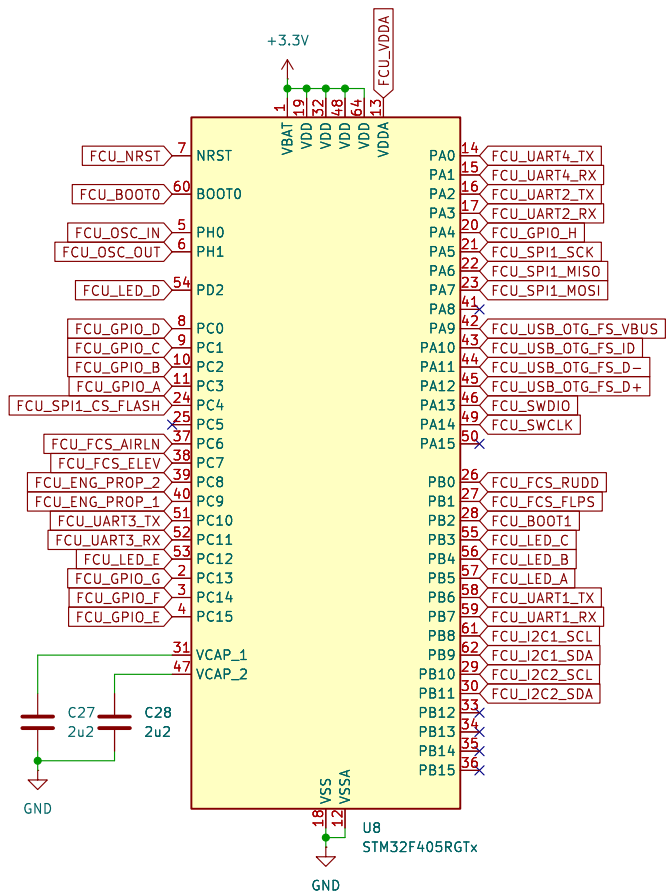 +3.3V
FCU_VDDA
1 19 32 48 64 13
VBAT VDD VDD VDD VDD VDDA
FCU_NRST 7 NRST
FCU_BOOT0 60 BOOT0
FCU_OSC_IN 5 PH0
FCU_OSC_OUT 6 PH1
FCU_LED_D 54 PD2
FCU_GPIO_D 8 PC0
FCU_GPIO_C 9 PC1
FCU_GPIO_B 10 PC2
FCU_GPIO_A 11 PC3
FCU_SPI1_CS_FLASH 24 PC4
25 PC5
FCU_FCS_AIRLN 37 PC6
FCU_FCS_ELEV 38 PC7
FCU_ENG_PROP_2 39 PC8
FCU_ENG_PROP_1 40 PC9
FCU_UART3_TX 51 PC10
FCU_UART3_RX 52 PC11
FCU_LED_E 53 PC12
FCU_GPIO_G 2 PC13
FCU_GPIO_F 3 PC14
FCU_GPIO_E 4 PC15
31 VCAP_1
47 VCAP_2
PA0 14 FCU_UART4_TX
PA1 15 FCU_UART4_RX
PA2 16 FCU_UART2_TX
PA3 17 FCU_UART2_RX
PA4 20 FCU_GPIO_H
PA5 21 FCU_SPI1_SCK
PA6 22 FCU_SPI1_MISO
PA7 23 FCU_SPI1_MOSI
PA8 41
PA9 42 FCU_USB_OTG_FS_VBUS
PA10 43 FCU_USB_OTG_FS_ID
PA11 44 FCU_USB_OTG_FS_D-
PA12 45 FCU_USB_OTG_FS_D+
PA13 46 FCU_SWDIO
PA14 49 FCU_SWCLK
PA15 50
PB0 26 FCU_FCS_RUDD
PB1 27 FCU_FCS_FLPS
PB2 28 FCU_BOOT1
PB3 55 FCU_LED_C
PB4 56 FCU_LED_B
PB5 57 FCU_LED_A
PB6 58 FCU_UART1_TX
PB7 59 FCU_UART1_RX
PB8 61 FCU_I2C1_SCL
PB9 62 FCU_I2C1_SDA
PB10 29 FCU_I2C2_SCL
PB11 30 FCU_I2C2_SDA
PB12 33
PB13 34
PB14 35
PB15 36
C27
2u2
C28
2u2
GND
VSS VSSA
18 12
U8
STM32F405RGTx
GND